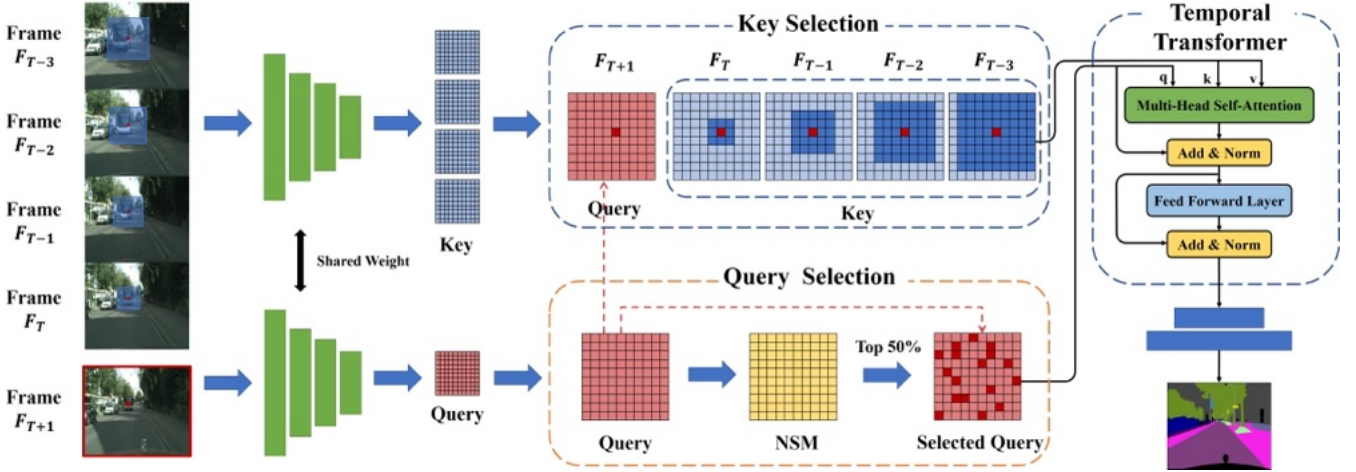 Frame
F_{T-3}
Frame
F_{T-2}
Frame
F_{T-1}
Frame
F_T
Frame
F_{T+1}
Shared Weight
Key
Query
Key Selection
F_{T+1}
F_T
F_{T-1}
F_{T-2}
F_{T-3}
Query
Key
Query Selection
Top 50%
Query
NSM
Selected Query
Temporal
Transformer
q
k
v
Multi-Head Self-Attention
Add & Norm
Feed Forward Layer
Add & Norm